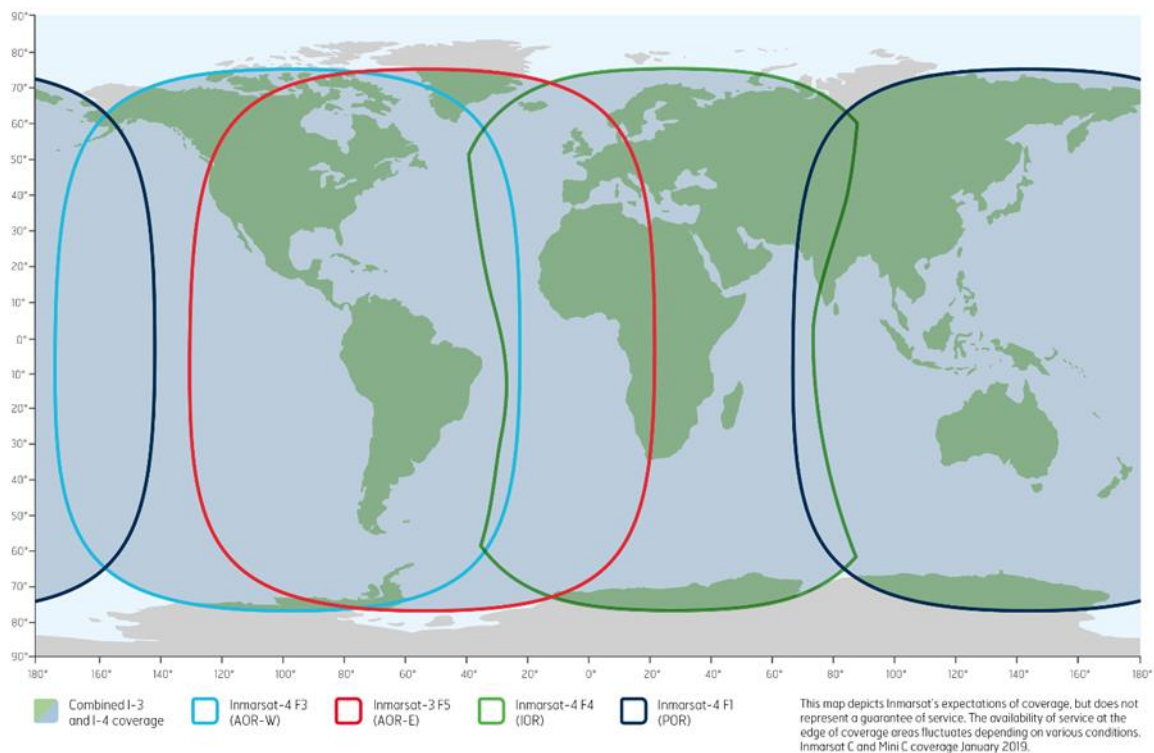 90°
80°
70°
60°
50°
40°
30°
20°
10°
0°
10°
20°
30°
40°
50°
60°
70°
80°
90°
180° 160° 120° 100° 80° 60° 40° 20° 0° 20° 40° 60° 80° 100° 120° 140° 160° 180°
Combined I-3
and I-4 coverage
Inmarsat-4 F3
(AOR-W)
Inmarsat-3 F5
(AOR-E)
Inmarsat-4 F4
(IOR)
Inmarsat-4 F1
(POR)
This map depicts Inmarsat's expectations of coverage, but does not
represent a guarantee of service. The availability of service at the
edge of coverage areas fluctuates depending on various conditions.
Inmarsat C and Mini C coverage January 2019.